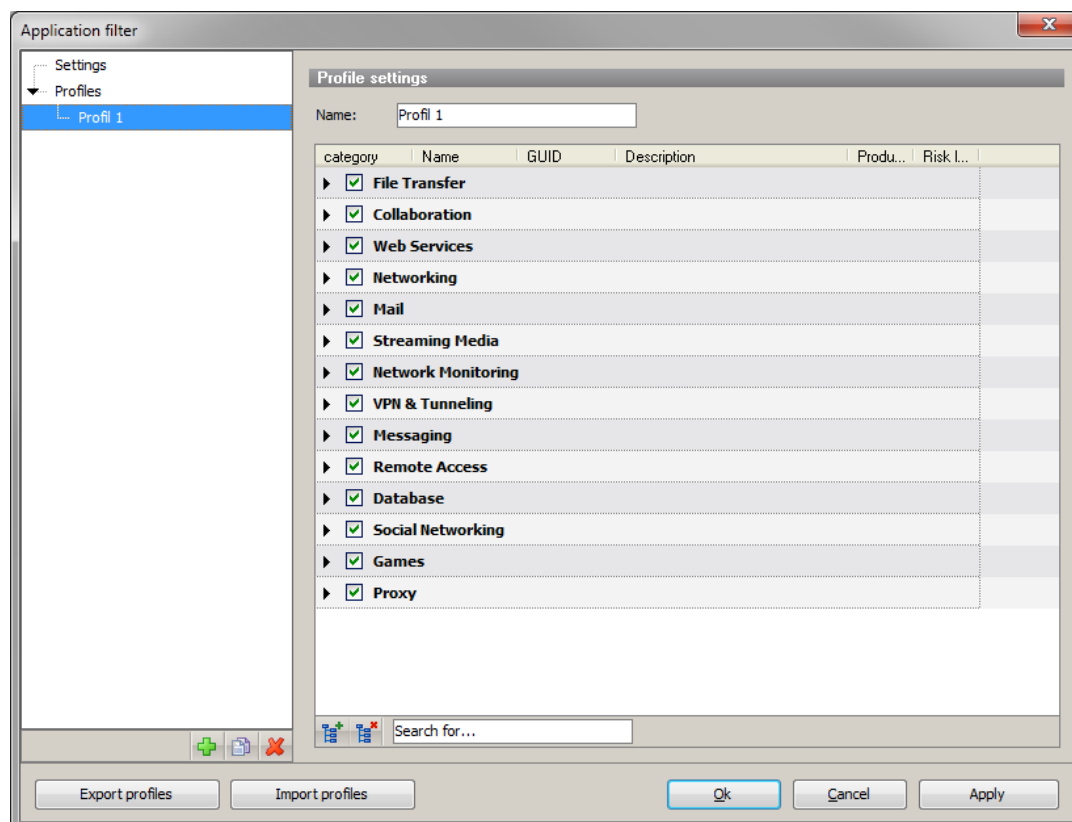 Application filter
Settings
Profiles
Profil 1
Profile settings
Name: Profil 1
category Name GUID Description Produ... Risk l...
File Transfer
Collaboration
Web Services
Networking
Mail
Streaming Media
Network Monitoring
VPN & Tunneling
Messaging
Remote Access
Database
Social Networking
Games
Proxy
Search for...
Export profiles Import profiles Ok Cancel Apply